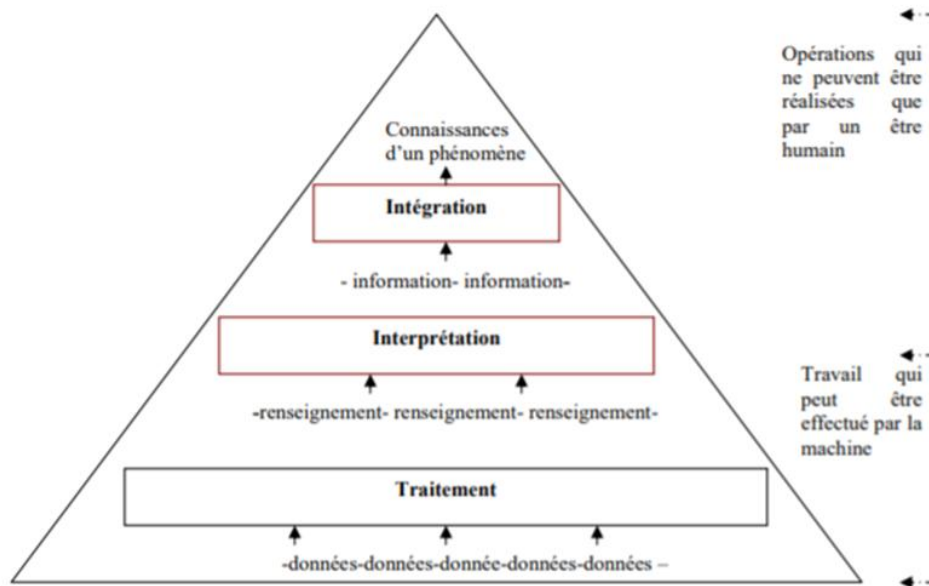 Connaissances
d'un phénomène
Intégration
- information- information-
Interprétation
-renseignement- renseignement- renseignement-
Traitement
-données-données-donnée-données-données –
Opérations qui
ne peuvent être
réalisées que
par un être
humain
Travail qui
peut être
effectué par la
machine